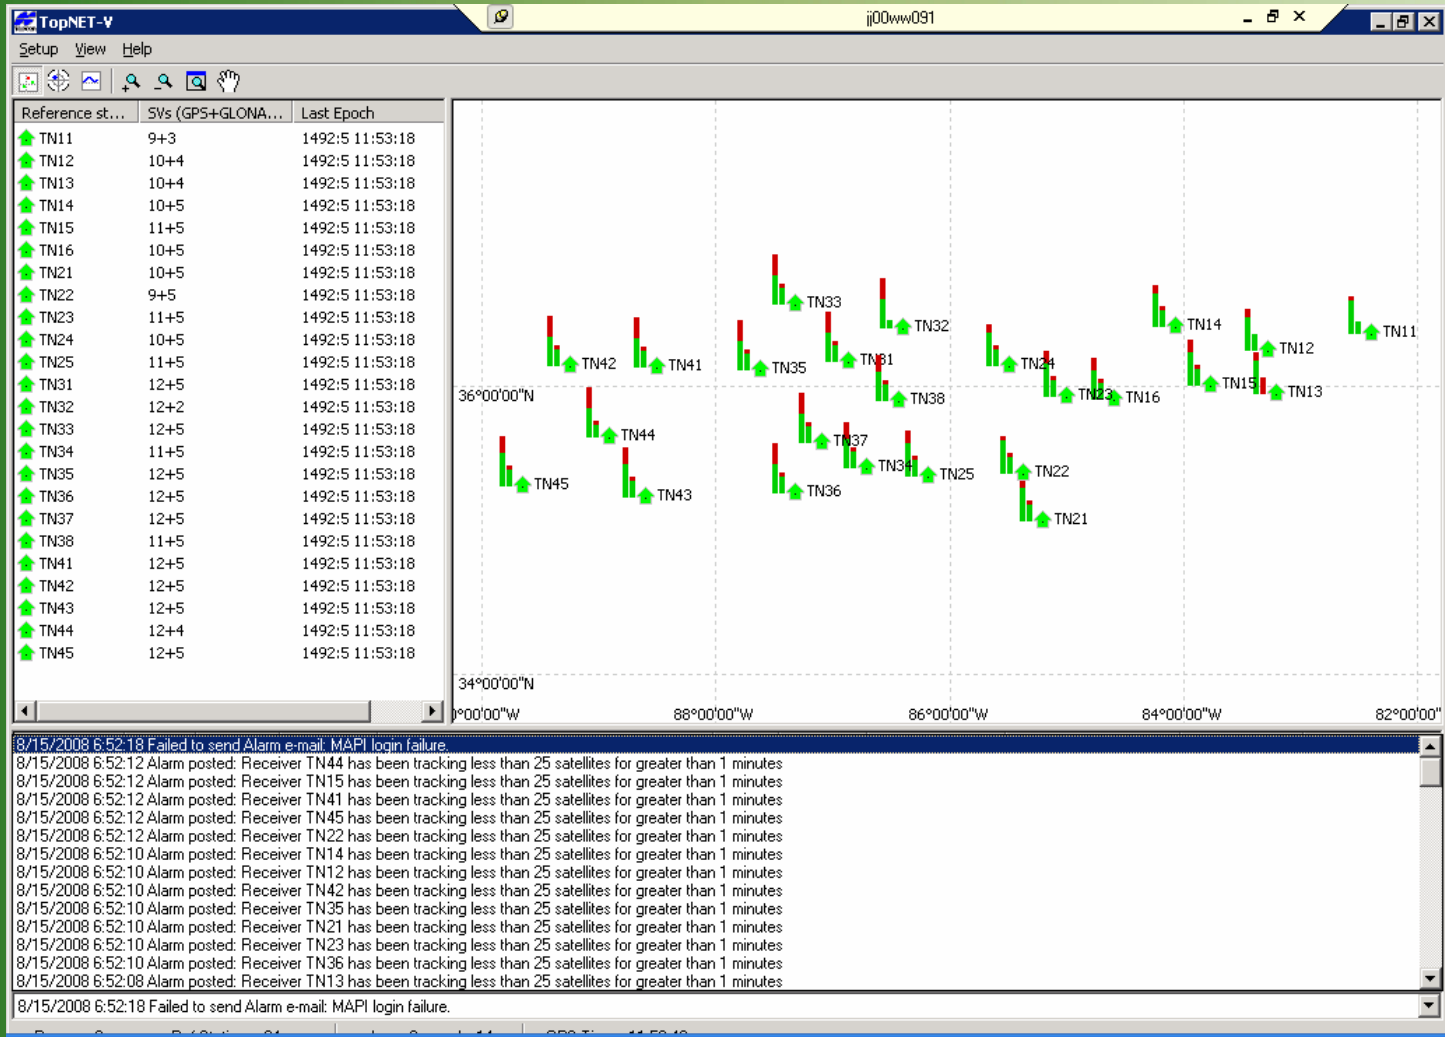 TopNET-V
jj00ww091
Setup View Help
Reference st... SVs (GPS+GLONA... Last Epoch
TN11 9+3 1492:5 11:53:18
TN12 10+4 1492:5 11:53:18
TN13 10+4 1492:5 11:53:18
TN14 10+5 1492:5 11:53:18
TN15 11+5 1492:5 11:53:18
TN16 10+5 1492:5 11:53:18
TN21 10+5 1492:5 11:53:18
TN22 9+5 1492:5 11:53:18
TN23 11+5 1492:5 11:53:18
TN24 10+5 1492:5 11:53:18
TN25 11+5 1492:5 11:53:18
TN31 12+5 1492:5 11:53:18
TN32 12+2 1492:5 11:53:18
TN33 12+5 1492:5 11:53:18
TN34 11+5 1492:5 11:53:18
TN35 12+5 1492:5 11:53:18
TN36 12+5 1492:5 11:53:18
TN37 12+5 1492:5 11:53:18
TN38 11+5 1492:5 11:53:18
TN41 12+5 1492:5 11:53:18
TN42 12+5 1492:5 11:53:18
TN43 12+5 1492:5 11:53:18
TN44 12+4 1492:5 11:53:18
TN45 12+5 1492:5 11:53:18
TN33
TN32 TN14 TN11
TN42 TN41 TN35 TN31 TN24 TN12
36°00'00"N TN38 TN23 TN16 TN15 TN13
TN44 TN37
TN45 TN43 TN36 TN34 TN25 TN22
TN21
34°00'00"N
0°00'00"W 88°00'00"W 86°00'00"W 84°00'00"W 82°00'00"
8/15/2008 6:52:18 Failed to send Alarm e-mail: MAPI login failure.
8/15/2008 6:52:12 Alarm posted: Receiver TN44 has been tracking less than 25 satellites for greater than 1 minutes
8/15/2008 6:52:12 Alarm posted: Receiver TN15 has been tracking less than 25 satellites for greater than 1 minutes
8/15/2008 6:52:12 Alarm posted: Receiver TN41 has been tracking less than 25 satellites for greater than 1 minutes
8/15/2008 6:52:12 Alarm posted: Receiver TN45 has been tracking less than 25 satellites for greater than 1 minutes
8/15/2008 6:52:12 Alarm posted: Receiver TN22 has been tracking less than 25 satellites for greater than 1 minutes
8/15/2008 6:52:10 Alarm posted: Receiver TN14 has been tracking less than 25 satellites for greater than 1 minutes
8/15/2008 6:52:10 Alarm posted: Receiver TN12 has been tracking less than 25 satellites for greater than 1 minutes
8/15/2008 6:52:10 Alarm posted: Receiver TN42 has been tracking less than 25 satellites for greater than 1 minutes
8/15/2008 6:52:10 Alarm posted: Receiver TN35 has been tracking less than 25 satellites for greater than 1 minutes
8/15/2008 6:52:10 Alarm posted: Receiver TN21 has been tracking less than 25 satellites for greater than 1 minutes
8/15/2008 6:52:10 Alarm posted: Receiver TN23 has been tracking less than 25 satellites for greater than 1 minutes
8/15/2008 6:52:10 Alarm posted: Receiver TN36 has been tracking less than 25 satellites for greater than 1 minutes
8/15/2008 6:52:08 Alarm posted: Receiver TN13 has been tracking less than 25 satellites for greater than 1 minutes
8/15/2008 6:52:18 Failed to send Alarm e-mail: MAPI login failure.